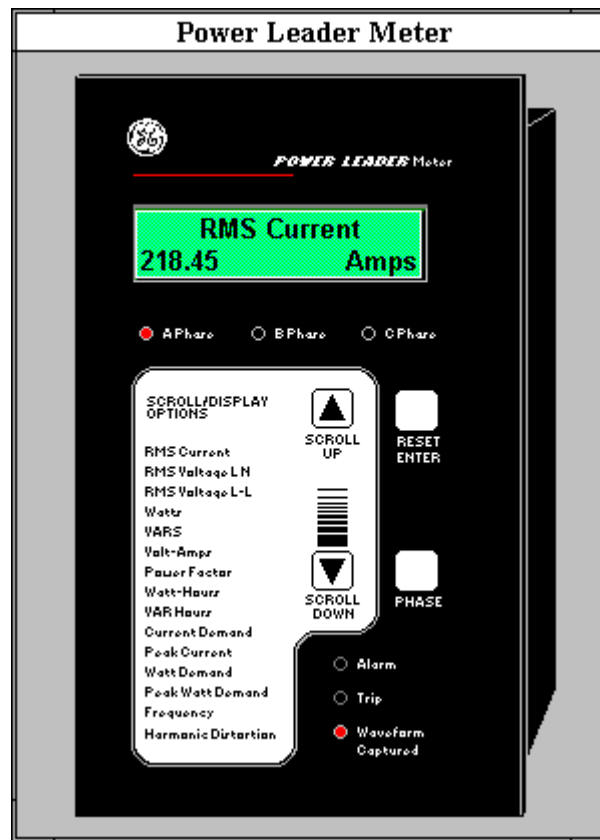 Power Leader Meter
GE
POWER LEADER Meter
RMS Current
218.45 Amps
A Phase B Phase C Phase
SCROLL/DISPLAY
OPTIONS
RMS Current
RMS Voltage LN
RMS Voltage L-L
Watts
VARS
Volt-Amps
Power Factor
Watt-Hours
VAR Hours
Current Demand
Peak Current
Watt Demand
Peak Watt Demand
Frequency
Harmonic Distortion
SCROLL
UP
SCROLL
DOWN
RESET
ENTER
PHASE
Alarm
Trip
Waveform
Captured